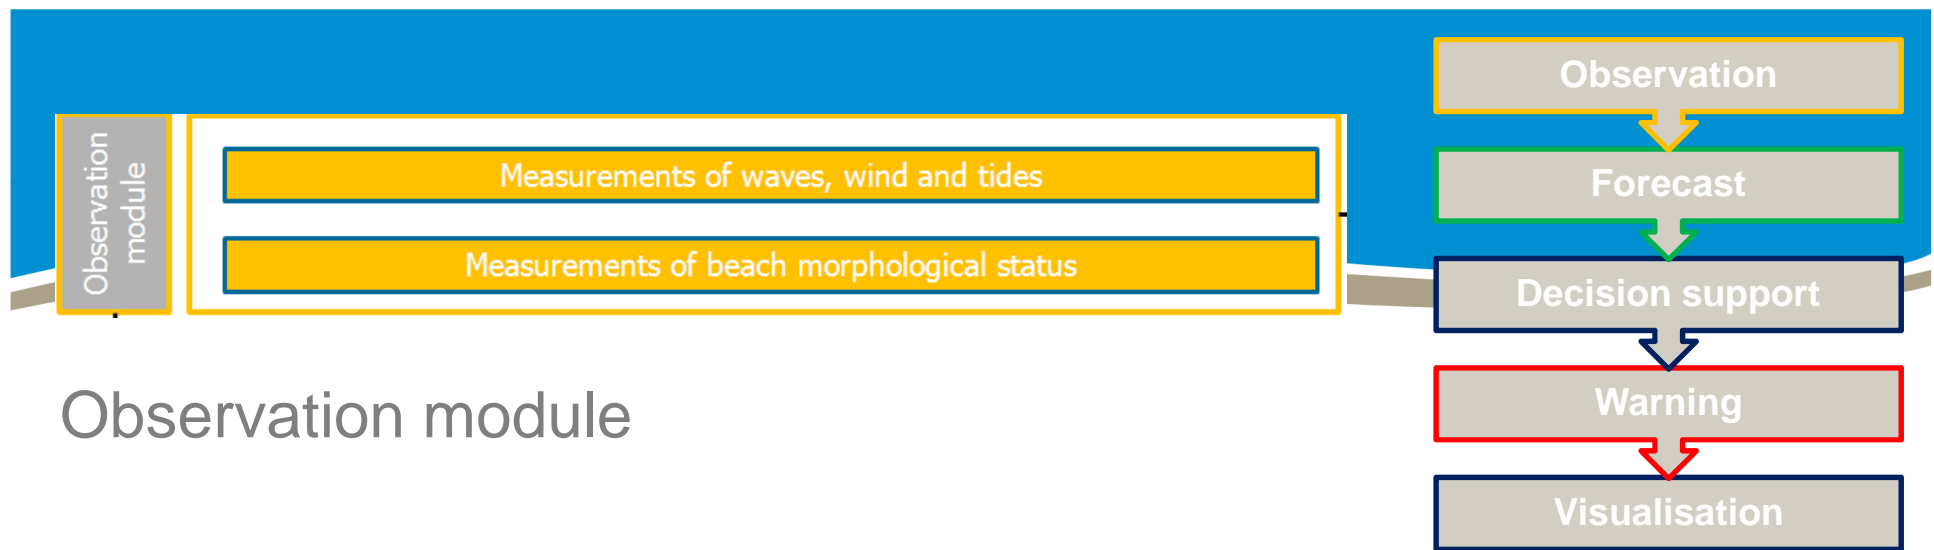 Observation
module
Measurements of waves, wind and tides
Measurements of beach morphological status
Observation module
Observation
Forecast
Decision support
Warning
Visualisation